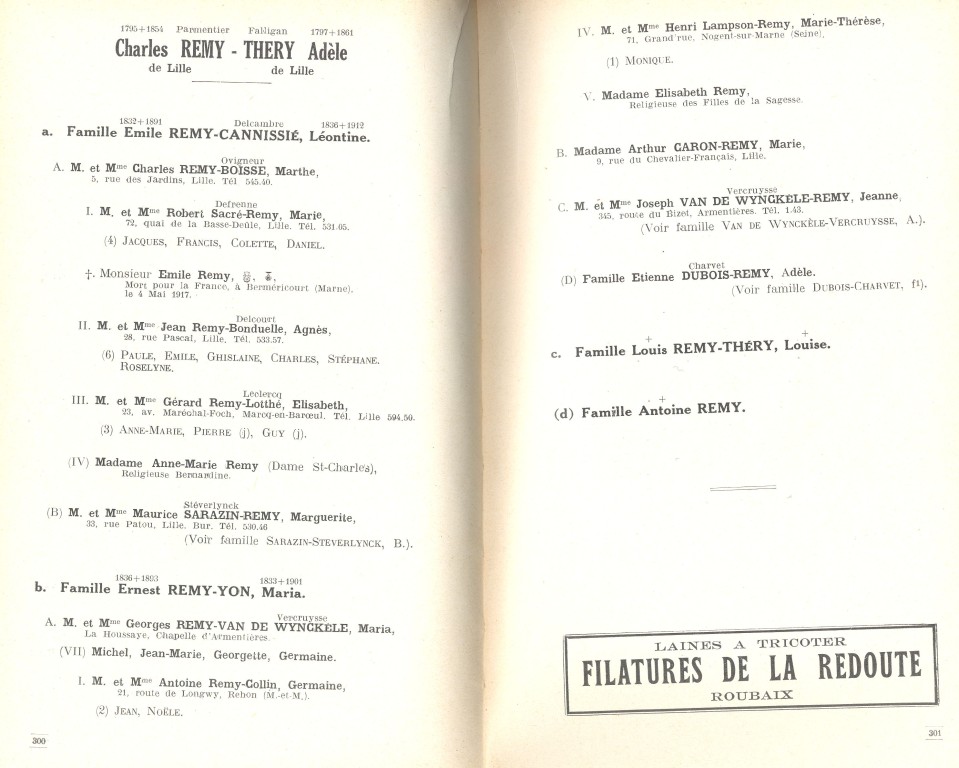 1795+1854 Parmentier Falligan 1797+1861
Charles REMY - THERY Adèle
de Lille de Lille
1832+1891 Delcambre 1836+1912
a. Famille Emile REMY-CANNISSIÉ, Léontine.
Ovigneur
A. M. et Mme Charles REMY-BOISSE, Marthe,
5, rue des Jardins, Lille. Tél 545.40.
Defrenne
I. M. et Mme Robert Sacré-Remy, Marie,
72, quai de la Basse-Deûle, Lille. Tél. 531.05.
(4) JACQUES, FRANCIS, COLETTE, DANIEL.
†. Monsieur Emile Remy,
Mort pour la France, à Berméricourt (Marne),
le 4 Mai 1917.
Delcourt
II. M. et Mme Jean Remy-Bonduelle, Agnès,
28, rue Pascal, Lille. Tél. 533.57.
(6) PAULE, EMILE, GHISLAINE, CHARLES, STÉPHANE.
ROSELYNE.
Leclercq
III. M. et Mme Gérard Remy-Lotthé, Elisabeth,
23, av. Maréchal-Foch, Marcq-en-Barœul. Tél. Lille 594.50.
(3) ANNE-MARIE, PIERRE (j), GUY (j).
(IV) Madame Anne-Marie Remy (Dame St-Charles),
Religieuse Bernardine.
Stéverlynck
(B) M. et Mme Maurice SARAZIN-REMY, Marguerite,
33, rue Patou, Lille. Bur. Tél. 530.46
(Voir famille SARAZIN-STEVERLYNCK, B.).
1836+1893 1833+1901
b. Famille Ernest REMY-YON, Maria.
Vercruysse
A. M. et Mme Georges REMY-VAN DE WYNCKÈLE, Maria,
La Houssaye, Chapelle d'Armentières.
(VII) Michel, Jean-Marie, Georgette, Germaine.
I. M. et Mme Antoine Remy-Collin, Germaine,
21, route de Longwy, Rehon (M.-et-M.).
(2) JEAN, NOËLE.
300
IV. M. et Mme Henri Lampson-Remy, Marie-Thérèse,
71, Grand'rue, Nogent-sur-Marne (Seine),
(1) MONIQUE.
V. Madame Elisabeth Remy,
Religieuse des Filles de la Sagesse.
B. Madame Arthur CARON-REMY, Marie,
9, rue du Chevalier-Français, Lille.
Vercruysse
C. M. et Mme Joseph VAN DE WYNCKÈLE-REMY, Jeanne,
345, route du Bizet, Armentières. Tél. 1.43.
(Voir famille VAN DE WYNCKÈLE-VERCRUYSSE, A.).
Charvet
(D) Famille Etienne DUBOIS-REMY, Adèle.
(Voir famille DUBOIS-CHARVET, f1).
+ +
c. Famille Louis REMY-THÉRY, Louise.
+
(d) Famille Antoine REMY.
LAINES A TRICOTER
FILATURES DE LA REDOUTE
ROUBAIX
301